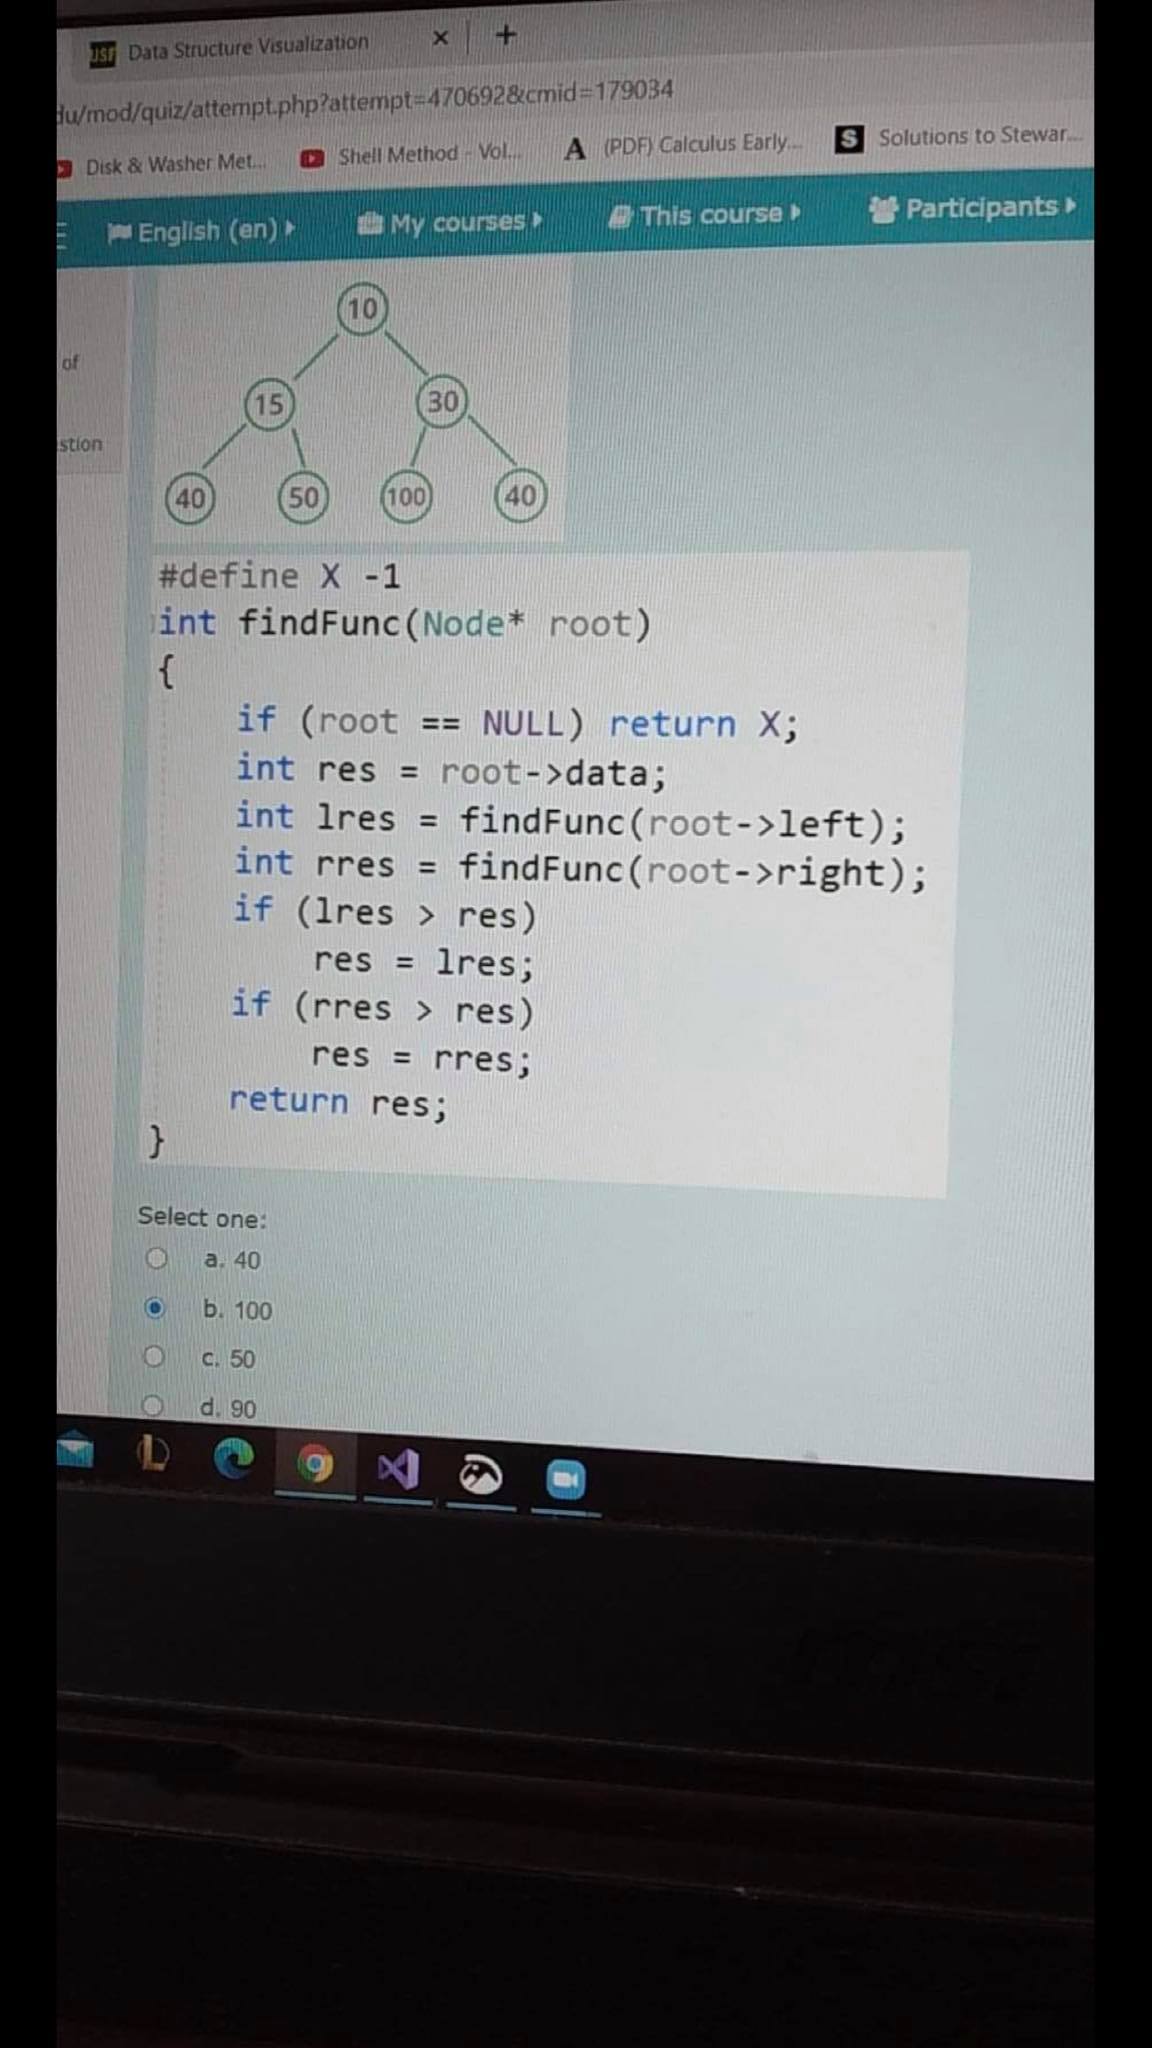 USF Data Structure Visualization × +
du/mod/quiz/attempt.php?attempt=470692&cmid=179034
Disk & Washer Met... Shell Method - Vol... A (PDF) Calculus Early... S Solutions to Stewar...
English (en) My courses This course Participants
10
of
15 30
stion
40 50 100 40
#define X -1
int findFunc(Node* root)
{
if (root == NULL) return X;
int res = root->data;
int lres = findFunc(root->left);
int rres = findFunc(root->right);
if (lres > res)
res = lres;
if (rres > res)
res = rres;
return res;
}
Select one:
a. 40
b. 100
c. 50
d. 90